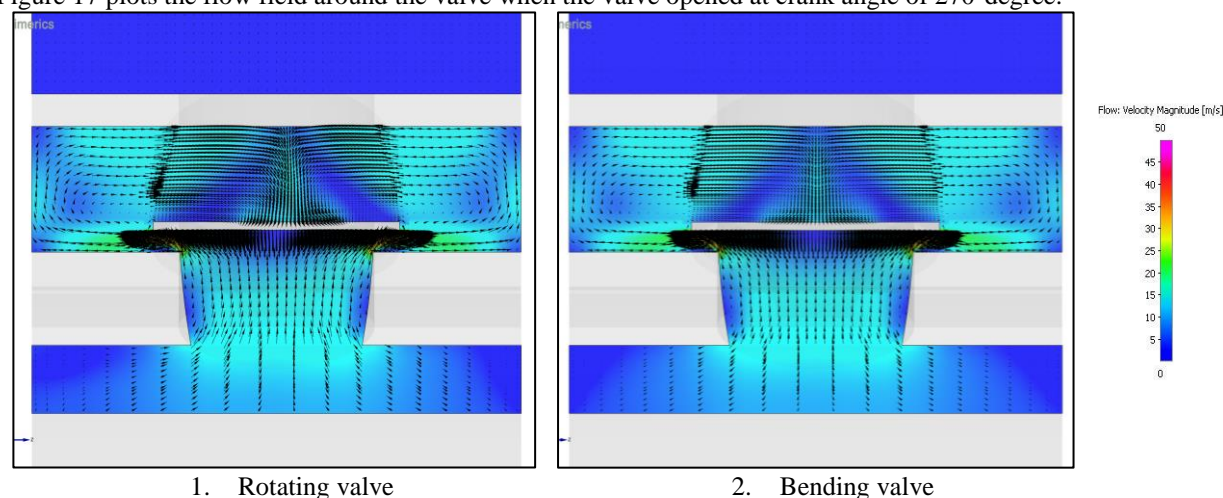 Figure 17 plots the flow field around the valve when the valve opened at crank angle of 270-degree.
imerics
imerics
Flow: Velocity Magnitude [m/s]
50
45
40
35
30
25
20
15
10
5
0
z
z
1. Rotating valve
2. Bending valve